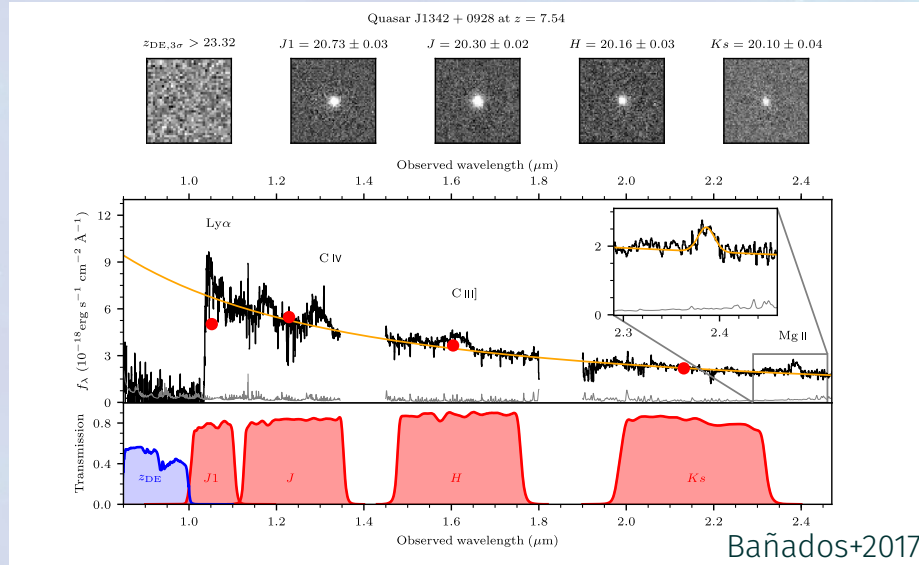 Quasar J1342 + 0928 at z = 7.54
z_DE,3σ > 23.32 J1 = 20.73 ± 0.03 J = 20.30 ± 0.02 H = 20.16 ± 0.03 Ks = 20.10 ± 0.04
Observed wavelength (μm)
1.0 1.2 1.4 1.6 1.8 2.0 2.2 2.4
12
9
6
3
0
f_λ (10⁻¹⁸erg s⁻¹ cm⁻² Å⁻¹)
Lyα
C IV
C III]
Mg II
2
0
2.3 2.4
Transmission
0.8
0.4
0.0
z_DE J1 J H Ks
1.0 1.2 1.4 1.6 1.8 2.0 2.2 2.4
Observed wavelength (μm)
Bañados+2017